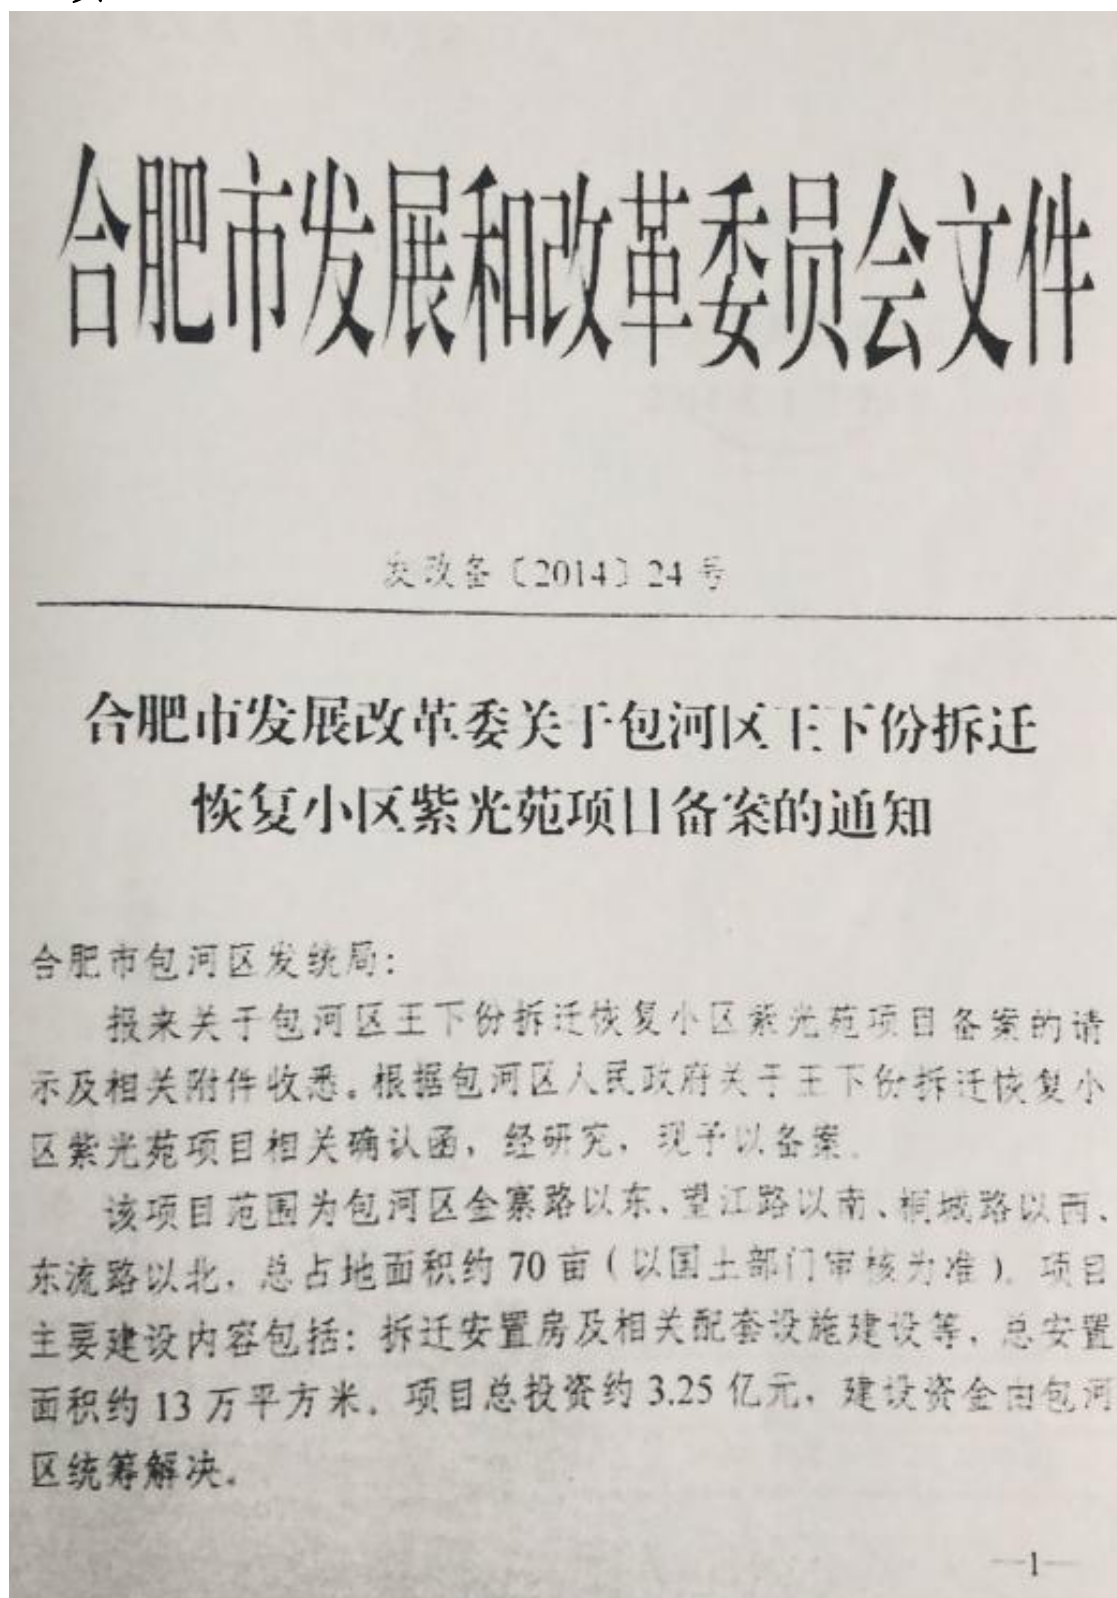 合肥市发展和改革委员会文件
发改备〔2014〕24号
合肥市发展改革委关于包河区王下份拆迁
恢复小区紫光苑项目备案的通知
合肥市包河区发统局：
报来关于包河区王下份拆迁恢复小区紫光苑项目备案的请
示及相关附件收悉。根据包河区人民政府关于王下份拆迁恢复小
区紫光苑项目相关确认函，经研究，现予以备案。
该项目范围为包河区金寨路以东、望江路以南、桐城路以西、
东流路以北，总占地面积约70亩（以国土部门审核为准）。项目
主要建设内容包括：拆迁安置房及相关配套设施建设等，总安置
面积约13万平方米。项目总投资约3.25亿元，建设资金由包河
区统筹解决。
—1—